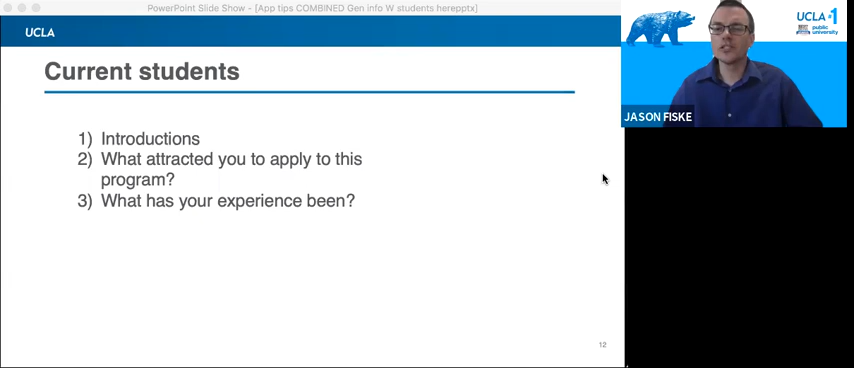 PowerPoint Slide Show - [App tips COMBINED Gen info W students herepptx]
UCLA
Current students
1) Introductions
2) What attracted you to apply to this
program?
3) What has your experience been?
12
UCLA #1
public
university
JASON FISKE